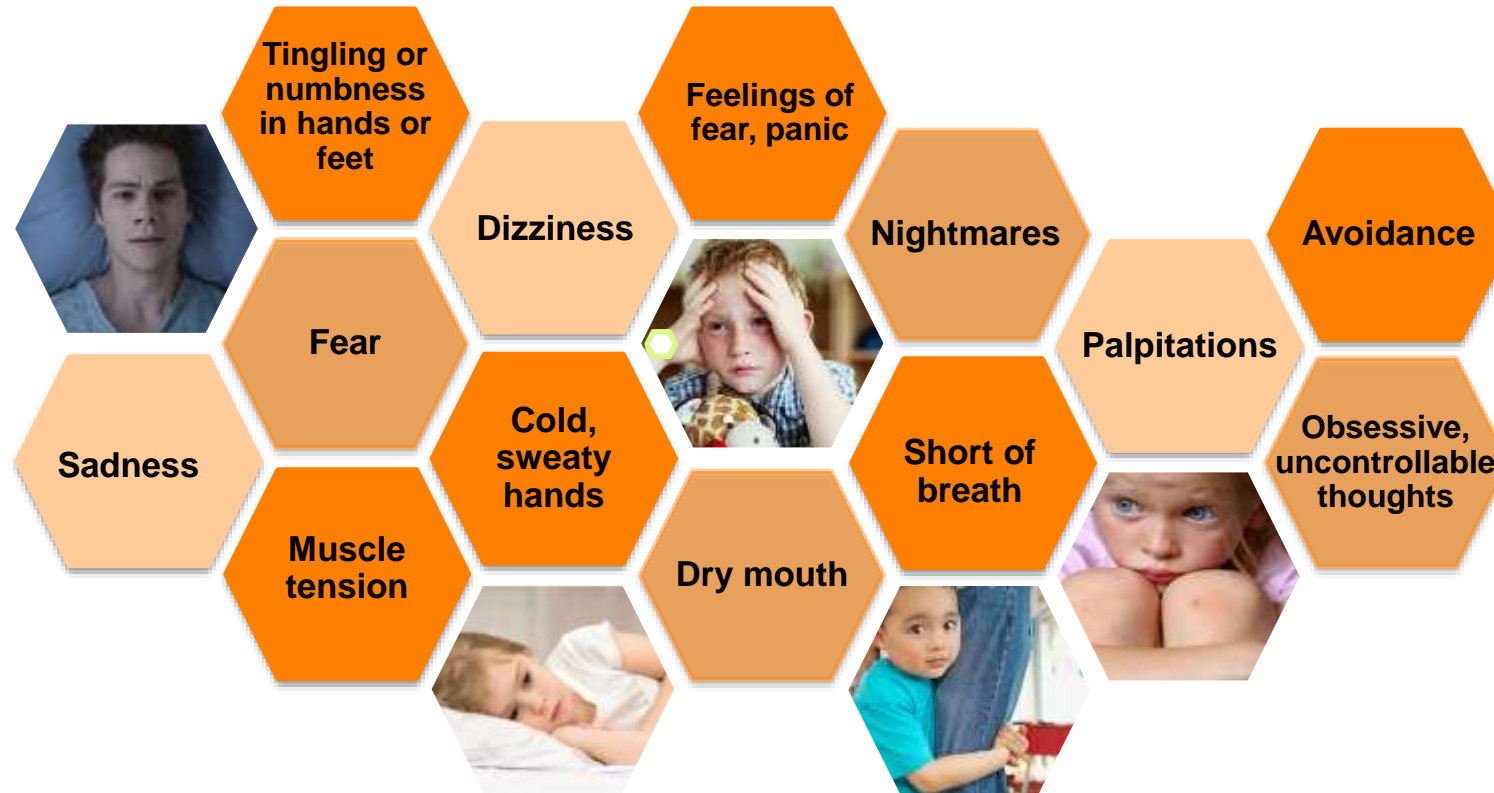 Tingling or
numbness
in hands or
feet
Feelings of
fear, panic
Dizziness
Nightmares
Avoidance
Fear
Palpitations
Sadness
Cold,
sweaty
hands
Short of
breath
Obsessive,
uncontrollable
thoughts
Muscle
tension
Dry mouth